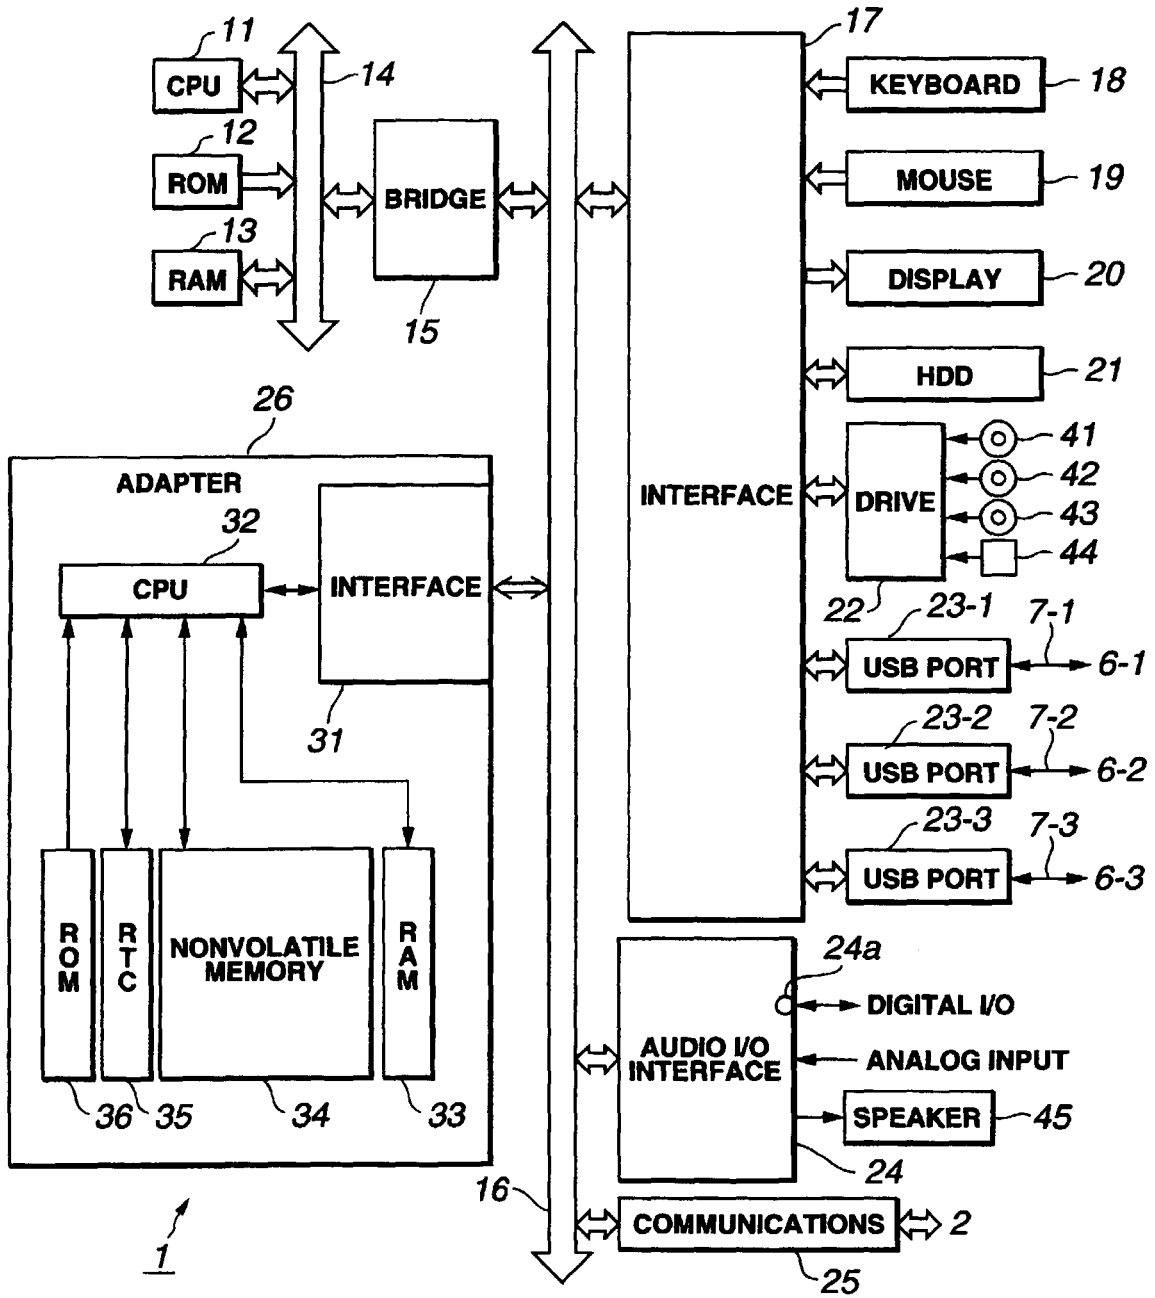 11
CPU
12
ROM
13
RAM
14
BRIDGE
15
17
INTERFACE
KEYBOARD
18
MOUSE
19
DISPLAY
20
HDD
21
DRIVE
22
41
42
43
44
23-1
USB PORT
7-1
6-1
23-2
USB PORT
7-2
6-2
23-3
USB PORT
7-3
6-3
26
ADAPTER
32
CPU
INTERFACE
31
ROM
RTC
NONVOLATILE
MEMORY
RAM
36
35
34
33
24a
DIGITAL I/O
AUDIO I/O
INTERFACE
ANALOG INPUT
SPEAKER
45
24
16
COMMUNICATIONS
2
25
1